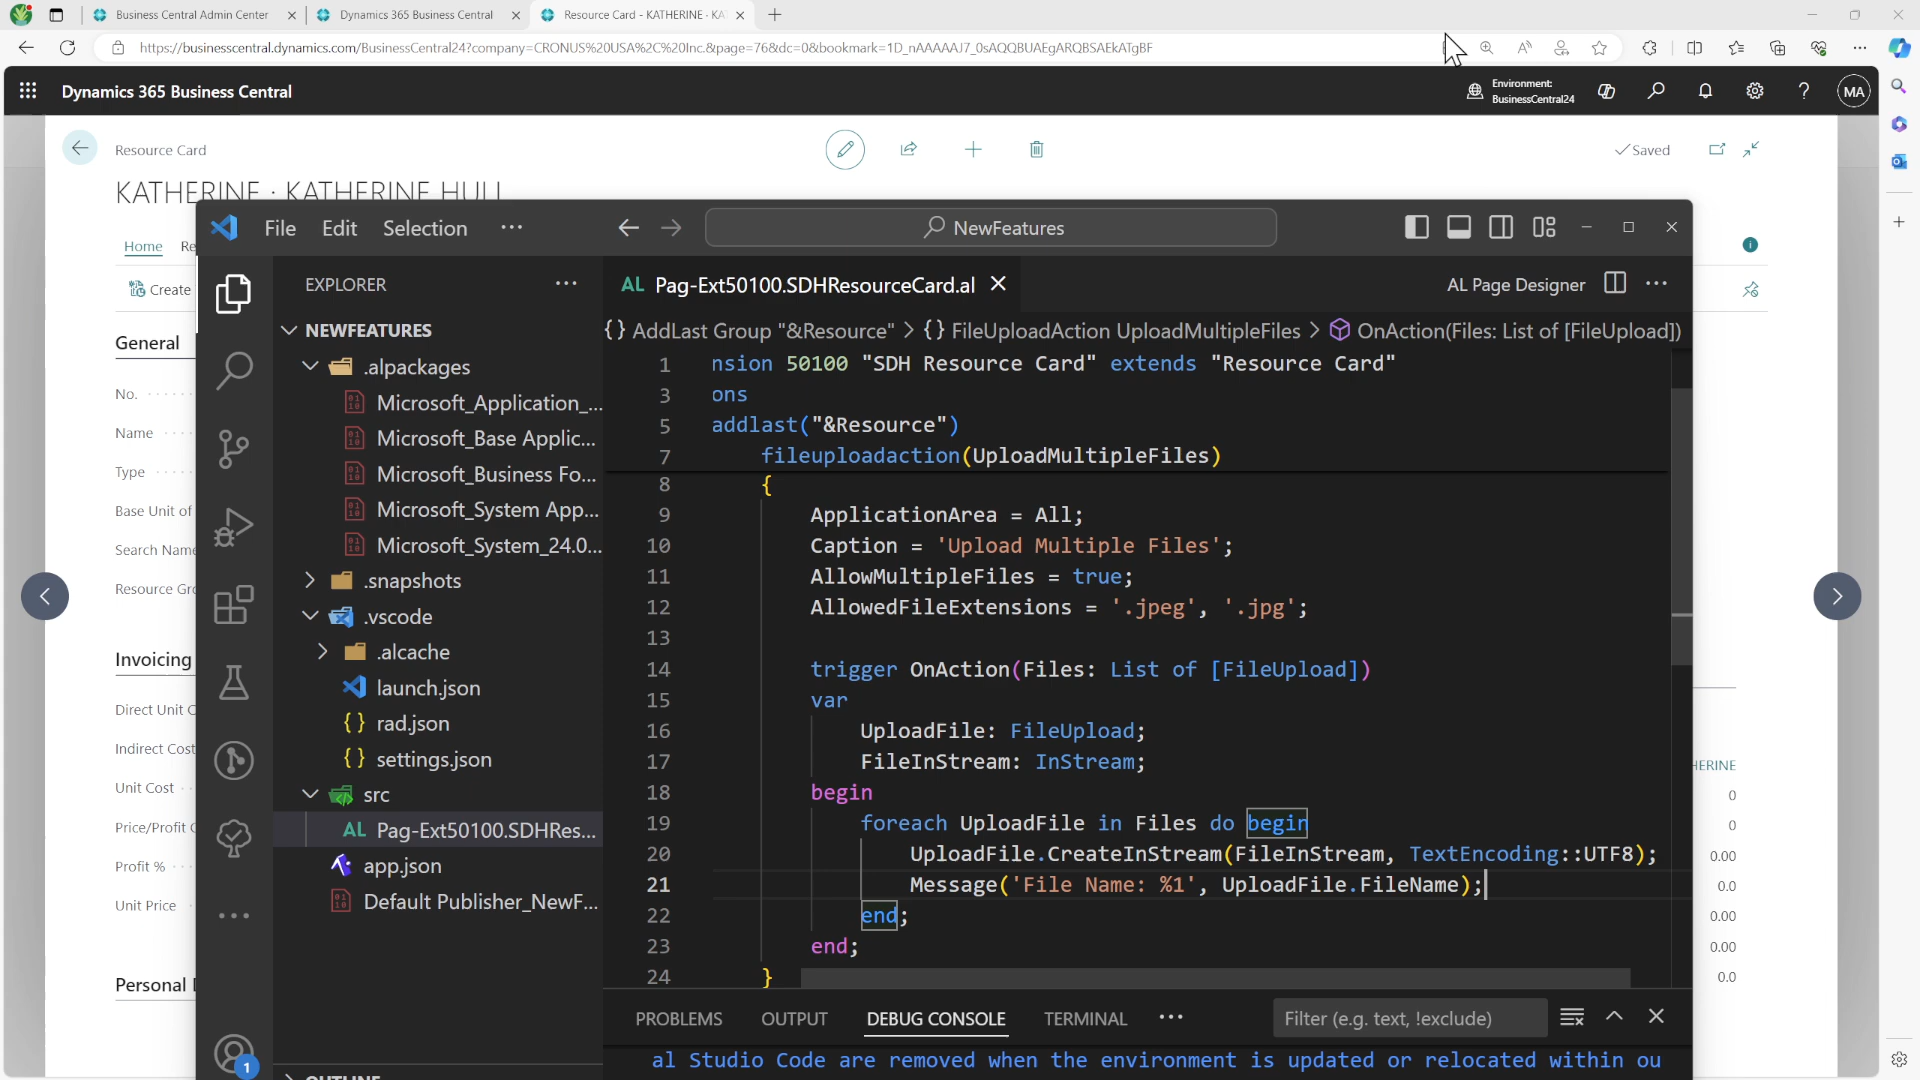 Business Central Admin Center
Dynamics 365 Business Central
Resource Card - KATHERINE · KA
https://businesscentral.dynamics.com/BusinessCentral24?company=CRONUS%20USA%2C%20Inc.&page=76&dc=0&bookmark=1D_nAAAAAJ7_0sAQQBUAEgARQBSAEkATgBF
Dynamics 365 Business Central
Environment:
BusinessCentral24
MA
Resource Card
Saved
KATHERINE · KATHERINE HULL
Home
Re
Create
General
No.
Name
Type
Base Unit of
Search Name
Resource Gro
Invoicing
Direct Unit C
Indirect Cost
Unit Cost
Price/Profit C
Profit %
Unit Price
Personal
File Edit Selection ···
NewFeatures
EXPLORER
NEWFEATURES
.alpackages
Microsoft_Application_...
Microsoft_Base Applic...
Microsoft_Business Fo...
Microsoft_System App...
Microsoft_System_24.0...
.snapshots
.vscode
.alcache
launch.json
{} rad.json
{} settings.json
src
AL Pag-Ext50100.SDHRes...
app.json
Default Publisher_NewF...
OUTLINE
1
AL Pag-Ext50100.SDHResourceCard.al
AL Page Designer
{} AddLast Group "&Resource" > {} FileUploadAction UploadMultipleFiles > OnAction(Files: List of [FileUpload])
1 nsion 50100 "SDH Resource Card" extends "Resource Card"
3 ons
5 addlast("&Resource")
7 fileuploadaction(UploadMultipleFiles)
8 {
9 ApplicationArea = All;
10 Caption = 'Upload Multiple Files';
11 AllowMultipleFiles = true;
12 AllowedFileExtensions = '.jpeg', '.jpg';
13
14 trigger OnAction(Files: List of [FileUpload])
15 var
16 UploadFile: FileUpload;
17 FileInStream: InStream;
18 begin
19 foreach UploadFile in Files do begin
20 UploadFile.CreateInStream(FileInStream, TextEncoding::UTF8);
21 Message('File Name: %1', UploadFile.FileName);
22 end;
23 end;
24 }
PROBLEMS OUTPUT DEBUG CONSOLE TERMINAL ···
Filter (e.g. text, !exclude)
al Studio Code are removed when the environment is updated or relocated within ou
HERINE
0
0
0.00
0.0
0.00
0.00
0.0